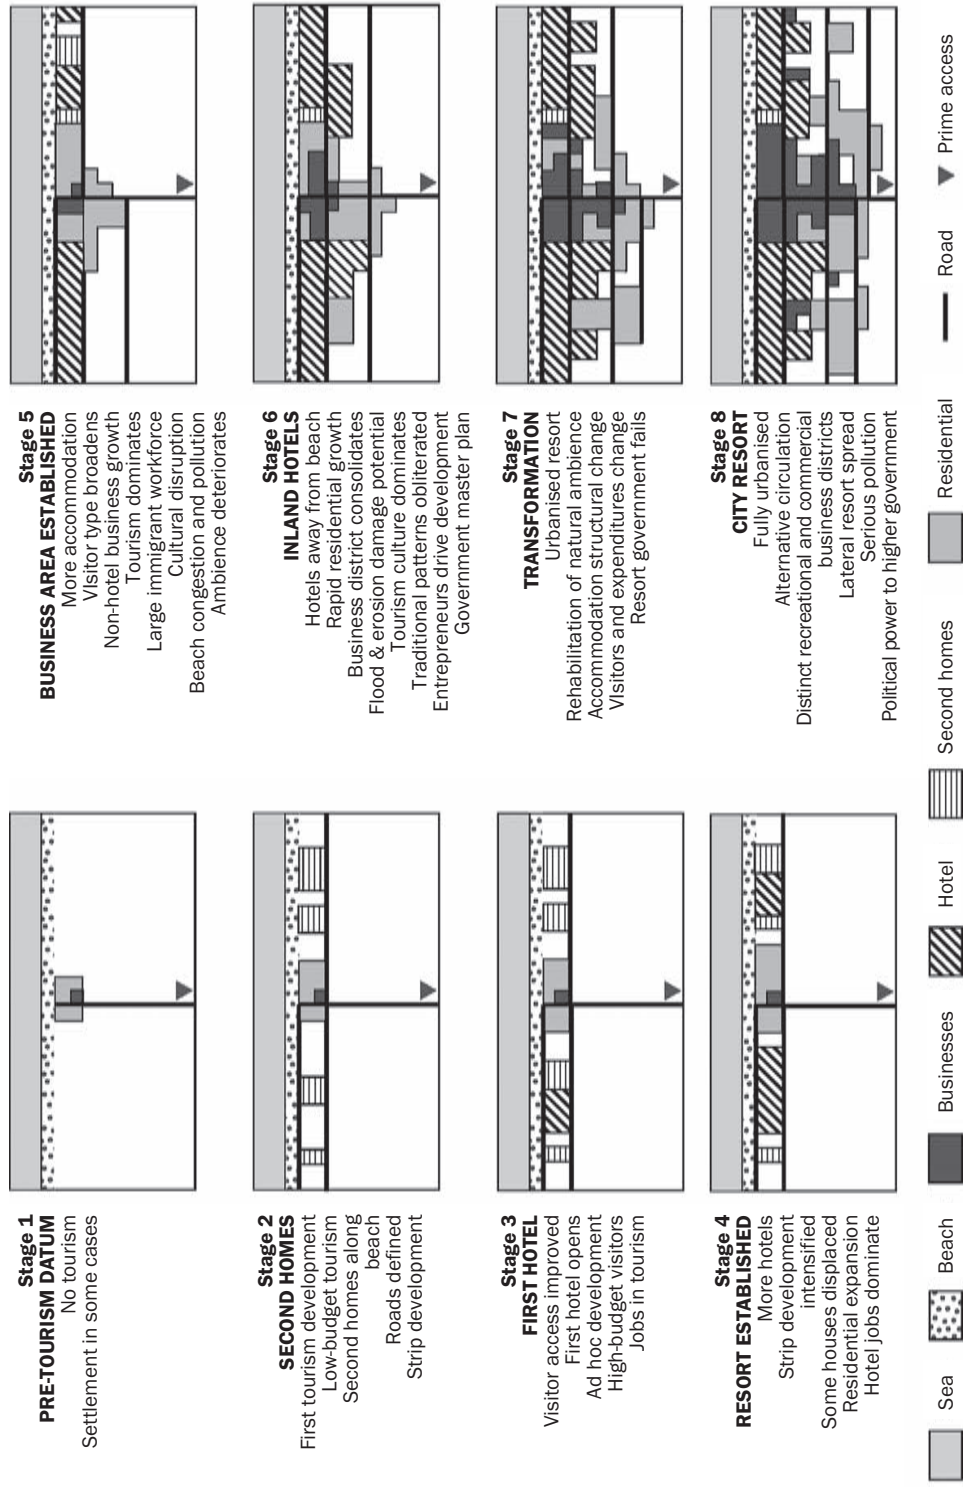 Stage 1
PRE-TOURISM DATUM
No tourism
Settlement in some cases
Stage 2
SECOND HOMES
First tourism development
Low-budget tourism
Second homes along
beach
Roads defined
Strip development
Stage 3
FIRST HOTEL
Visitor access improved
First hotel opens
Ad hoc development
High-budget visitors
Jobs in tourism
Stage 4
RESORT ESTABLISHED
More hotels
Strip development
intensified
Some houses displaced
Residential expansion
Hotel jobs dominate
Stage 5
BUSINESS AREA ESTABLISHED
More accommodation
VIsitor type broadens
Non-hotel business growth
Tourism dominates
Large immigrant workforce
Cultural disruption
Beach congestion and pollution
Ambience deteriorates
Stage 6
INLAND HOTELS
Hotels away from beach
Rapid residential growth
Business district consolidates
Flood & erosion damage potential
Tourism culture dominates
Traditional patterns obliterated
Entrepreneurs drive development
Government master plan
Stage 7
TRANSFORMATION
Urbanised resort
Rehabilitation of natural ambience
Accommodation structural change
VIsitors and expenditures change
Resort government fails
Stage 8
CITY RESORT
Fully urbanised
Alternative circulation
Distinct recreational and commercial
business districts
Lateral resort spread
Serious pollution
Political power to higher government
Sea
Beach
Businesses
Hotel
Second homes
Residential
Road
Prime access